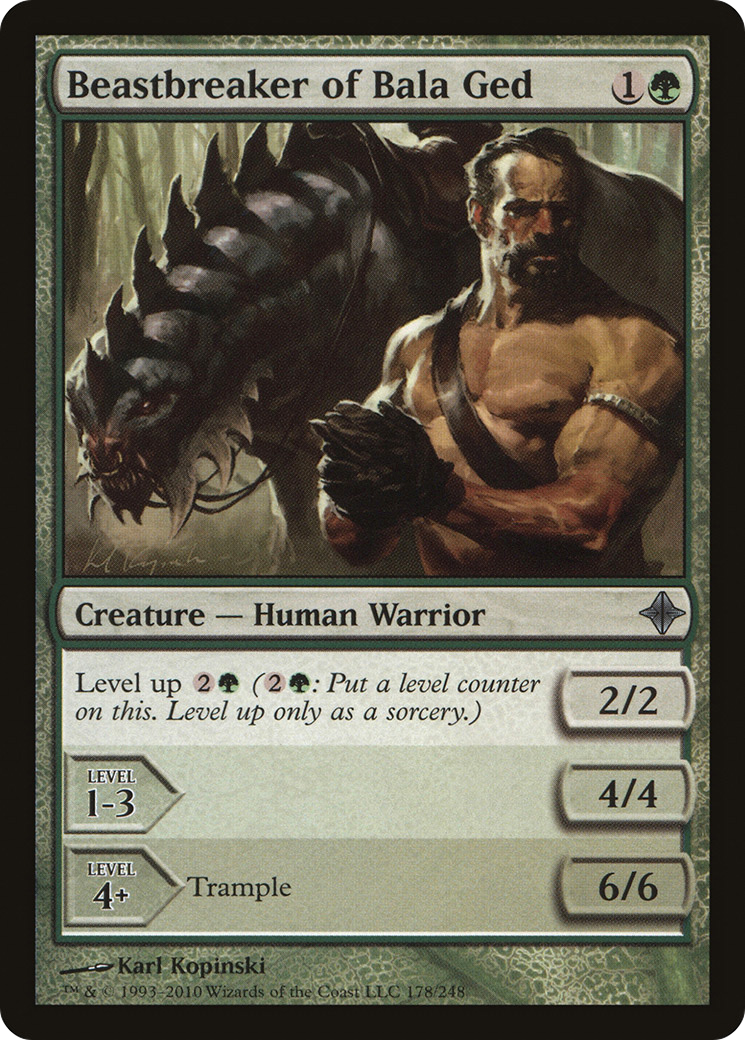 Beastbreaker of Bala Ged 1
Creature — Human Warrior
Level up 2 (2: Put a level counter
on this. Level up only as a sorcery.)
2/2
LEVEL
1-3
4/4
LEVEL
4+
Trample
6/6
Karl Kopinski
™ & © 1993–2010 Wizards of the Coast LLC 178/248